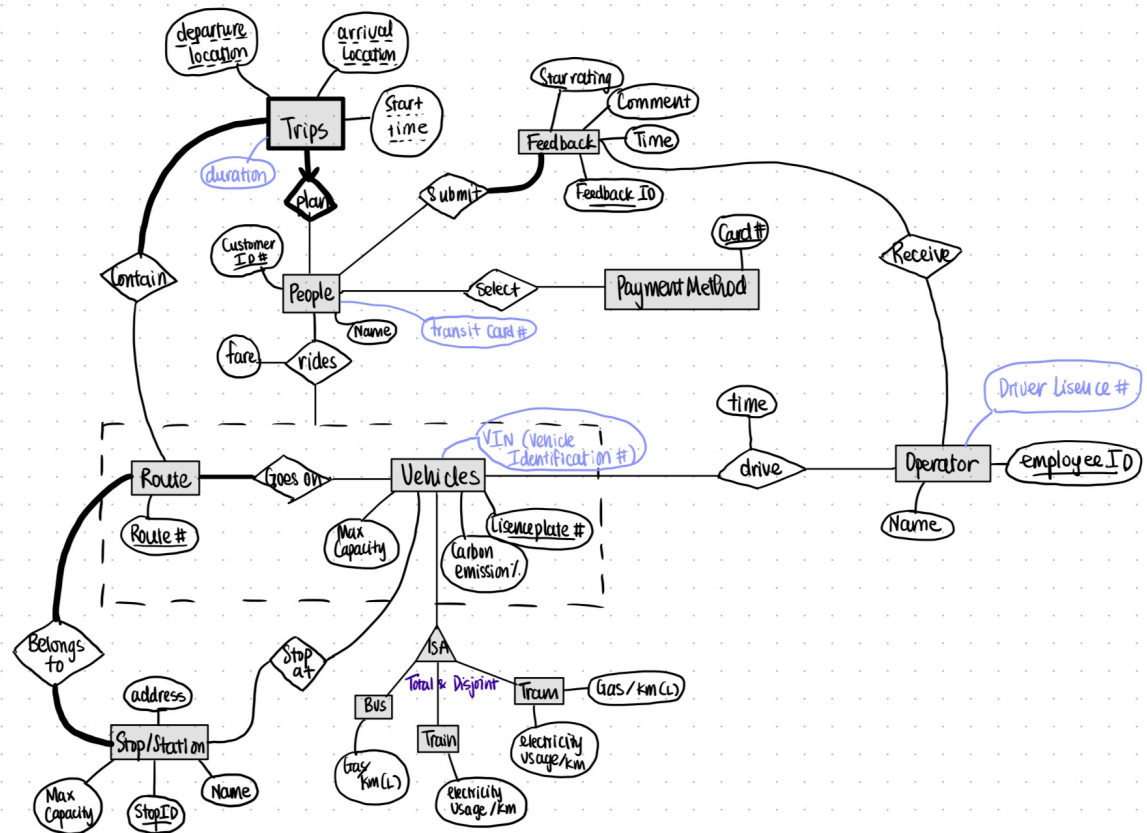 departure
location
arrival
location
Start
time
Trips
duration
plan
Star rating
Comment
Time
Feedback
Feedback ID
Submit
Customer
ID#
People
Name
transit card #
Select
Card#
Payment Method
Receive
Contain
fare
rides
time
Driver Lisence #
VIN (Vehicle
Identification #)
Route
Goes on
Vehicles
drive
Operator
employee ID
Route #
Max
Capacity
Carbon
emission%
Lisence plate #
Name
Belongs
to
Stop
at
IsA
Total & Disjoint
address
Bus
Train
Tram
Gas/km(L)
Stop/Station
Gas/
km(L)
electricity
usage/km
electricity
usage/km
Max
Capacity
StopID
Name